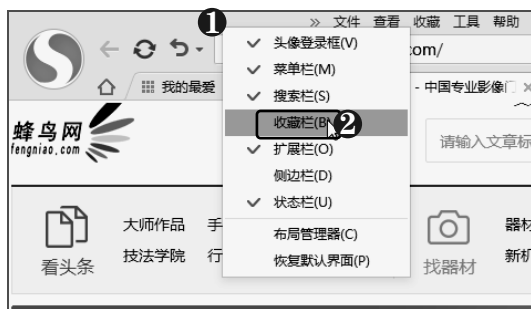 ❶
» 文件 查看 收藏 工具 帮助
头像登录框(V)
com/
菜单栏(M)
我的最爱
搜索栏(S)
- 中国专业影像门
收藏栏(B)
❷
蜂鸟网
fengniao.com
扩展栏(O)
请输入文章标
侧边栏(D)
状态栏(U)
大师作品 手
器材
布局管理器(C)
技法学院 行
新机
看头条
恢复默认界面(P)
找器材